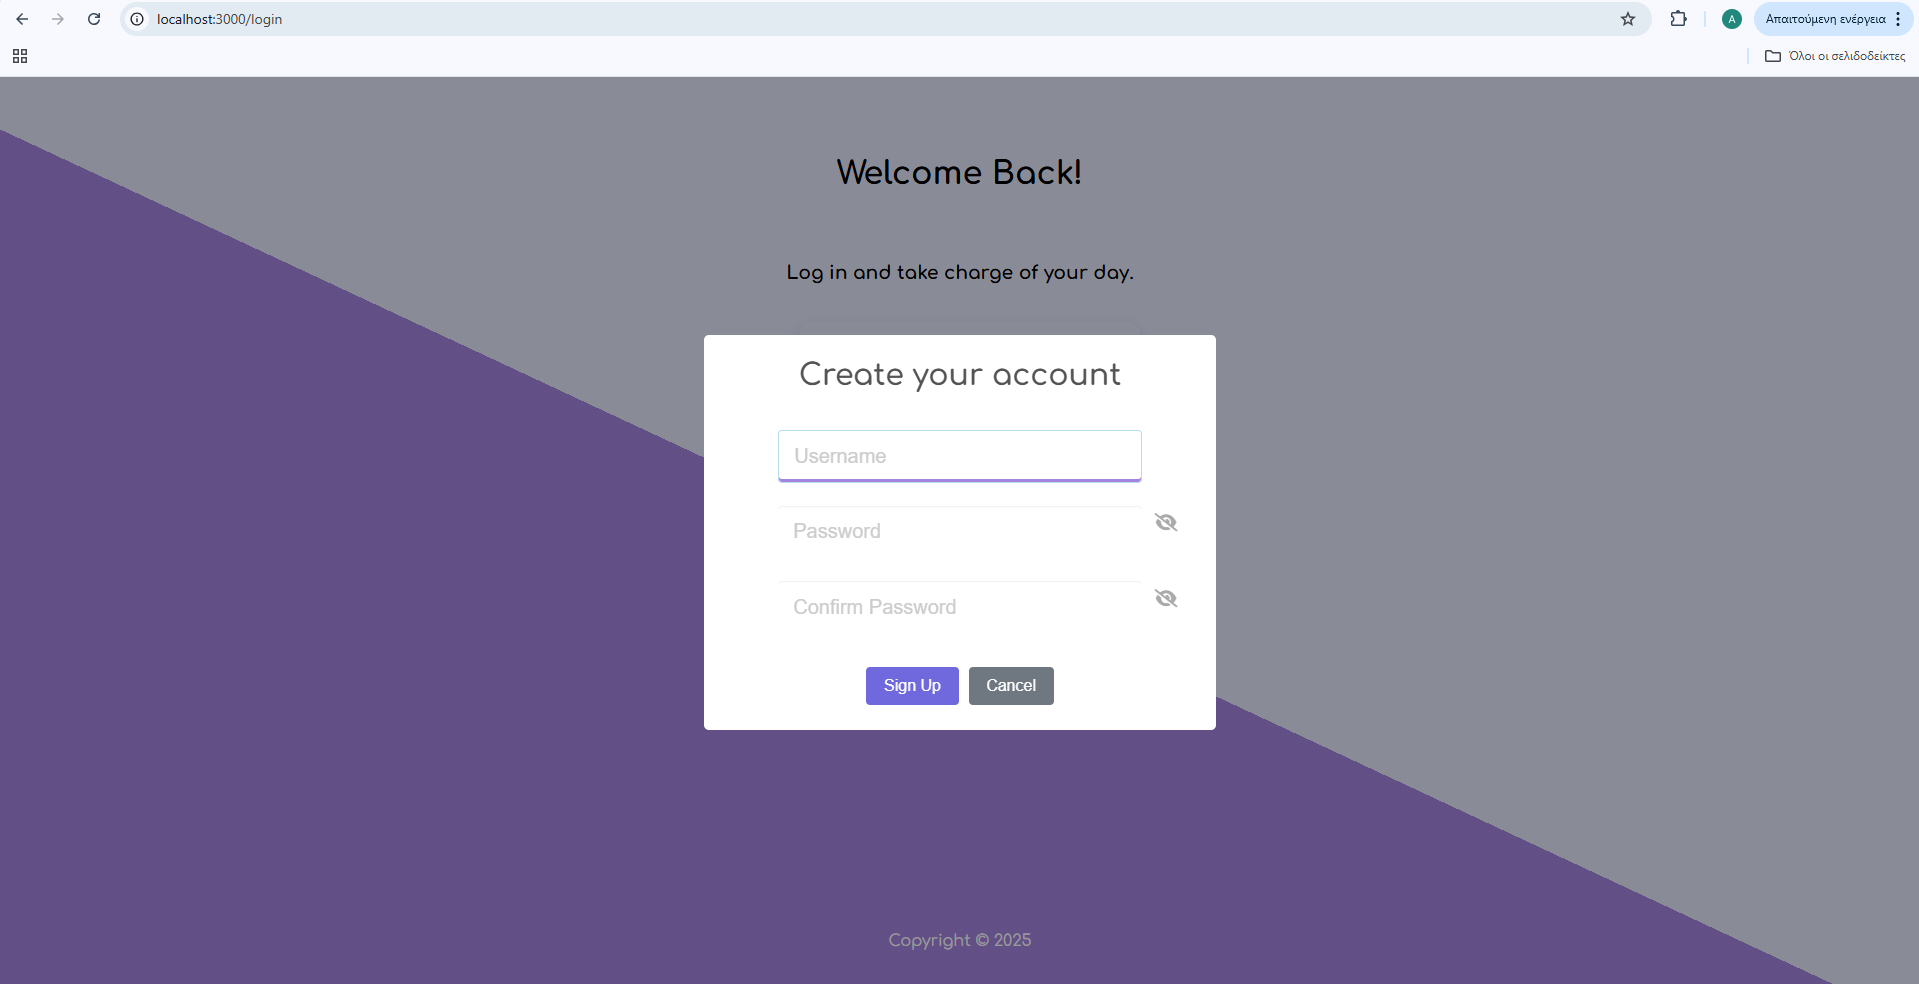 localhost:3000/login
A
Απαιτούμενη ενέργεια
Όλοι οι σελιδοδείκτες
Welcome Back!
Log in and take charge of your day.
Create your account
Username
Password
Confirm Password
Sign Up
Cancel
Copyright © 2025